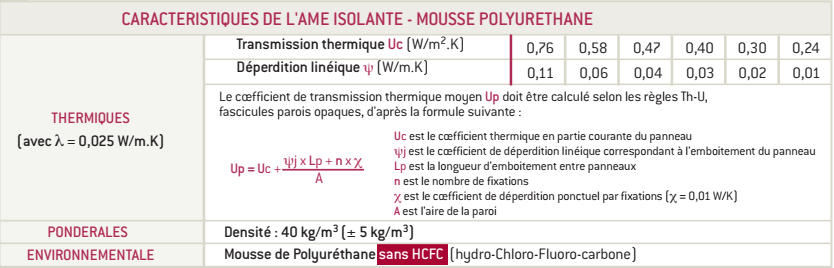 CARACTERISTIQUES DE L'AME ISOLANTE - MOUSSE POLYURETHANE
THERMIQUES
(avec λ = 0,025 W/m.K)
Transmission thermique Uc (W/m².K) 0,76 0,58 0,47 0,40 0,30 0,24
Déperdition linéique ψ (W/m.K) 0,11 0,06 0,04 0,03 0,02 0,01
Le cœfficient de transmission thermique moyen Up doit être calculé selon les règles Th-U,
fascicules parois opaques, d'après la formule suivante :
Up = Uc + ψj x Lp + n x χ
A
Uc est le cœfficient thermique en partie courante du panneau
ψj est le cœfficient de déperdition linéique correspondant à l'emboitement du panneau
Lp est la longueur d'emboitement entre panneaux
n est le nombre de fixations
χ est le cœfficient de déperdition ponctuel par fixations (χ = 0,01 W/K)
A est l'aire de la paroi
PONDERALES Densité : 40 kg/m³ (± 5 kg/m³)
ENVIRONNEMENTALE Mousse de Polyuréthane sans HCFC (hydro-Chloro-Fluoro-carbone)